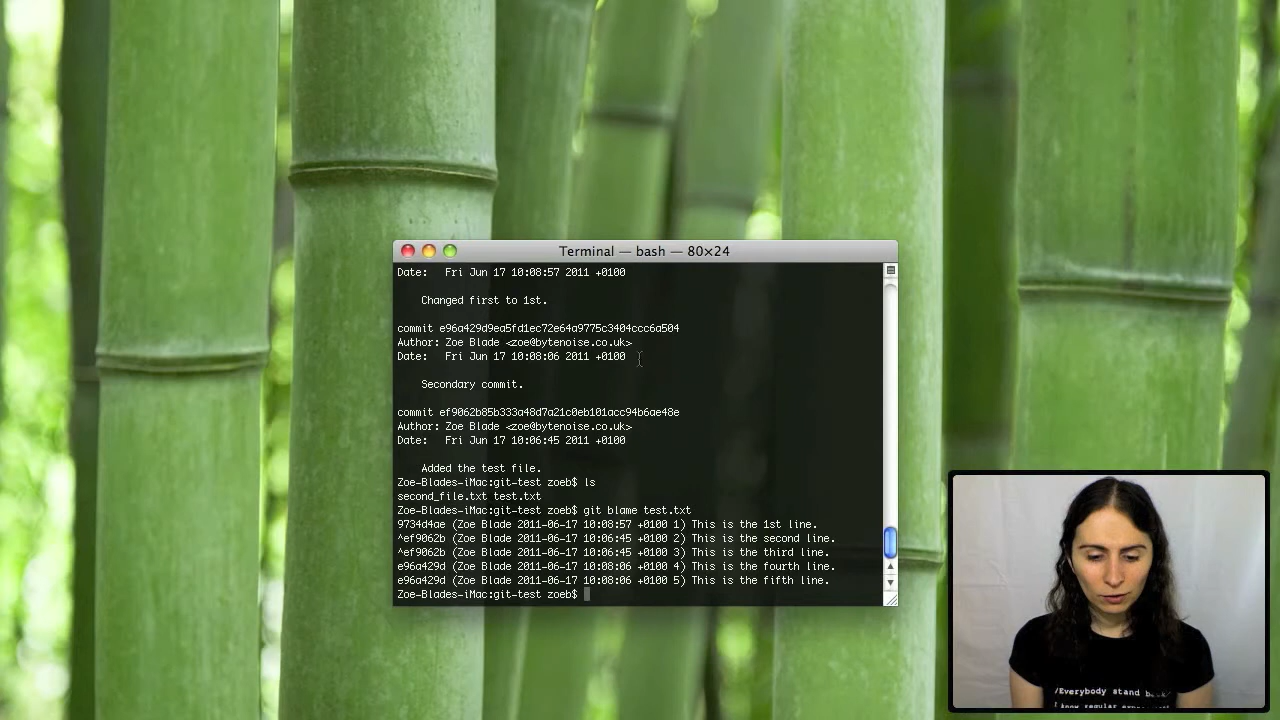 Terminal — bash — 80×24
Date:   Fri Jun 17 10:08:57 2011 +0100
Changed first to 1st.
commit e96a429d9ea5fd1ec72e64a9775c3404ccc6a504
Author: Zoe Blade <zoe@bytenoise.co.uk>
Date:   Fri Jun 17 10:08:06 2011 +0100
Secondary commit.
commit ef9062b85b333a48d7a21c0eb101acc94b6ae48e
Author: Zoe Blade <zoe@bytenoise.co.uk>
Date:   Fri Jun 17 10:06:45 2011 +0100
Added the test file.
Zoe-Blades-iMac:git-test zoeb$ ls
second_file.txt test.txt
Zoe-Blades-iMac:git-test zoeb$ git blame test.txt
9734d4ae (Zoe Blade 2011-06-17 10:08:57 +0100 1) This is the 1st line.
^ef9062b (Zoe Blade 2011-06-17 10:06:45 +0100 2) This is the second line.
^ef9062b (Zoe Blade 2011-06-17 10:06:45 +0100 3) This is the third line.
e96a429d (Zoe Blade 2011-06-17 10:08:06 +0100 4) This is the fourth line.
e96a429d (Zoe Blade 2011-06-17 10:08:06 +0100 5) This is the fifth line.
Zoe-Blades-iMac:git-test zoeb$
/Everybody stand back/
know regular